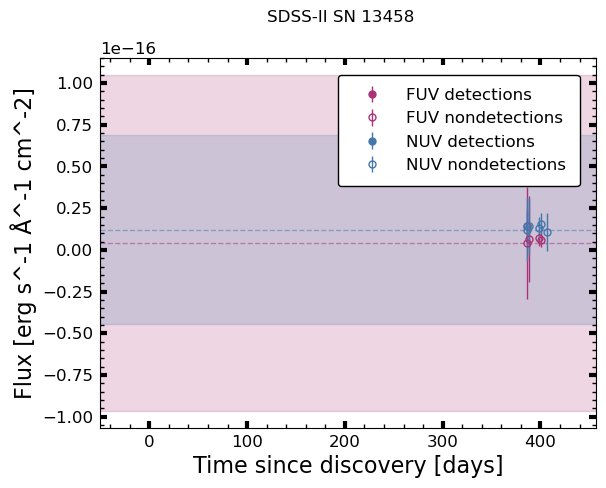 SDSS-II SN 13458
1e−16
1.00
0.75
0.50
0.25
0.00
−0.25
−0.50
−0.75
−1.00
Flux [erg s^-1 Å^-1 cm^-2]
FUV detections
FUV nondetections
NUV detections
NUV nondetections
0 100 200 300 400
Time since discovery [days]